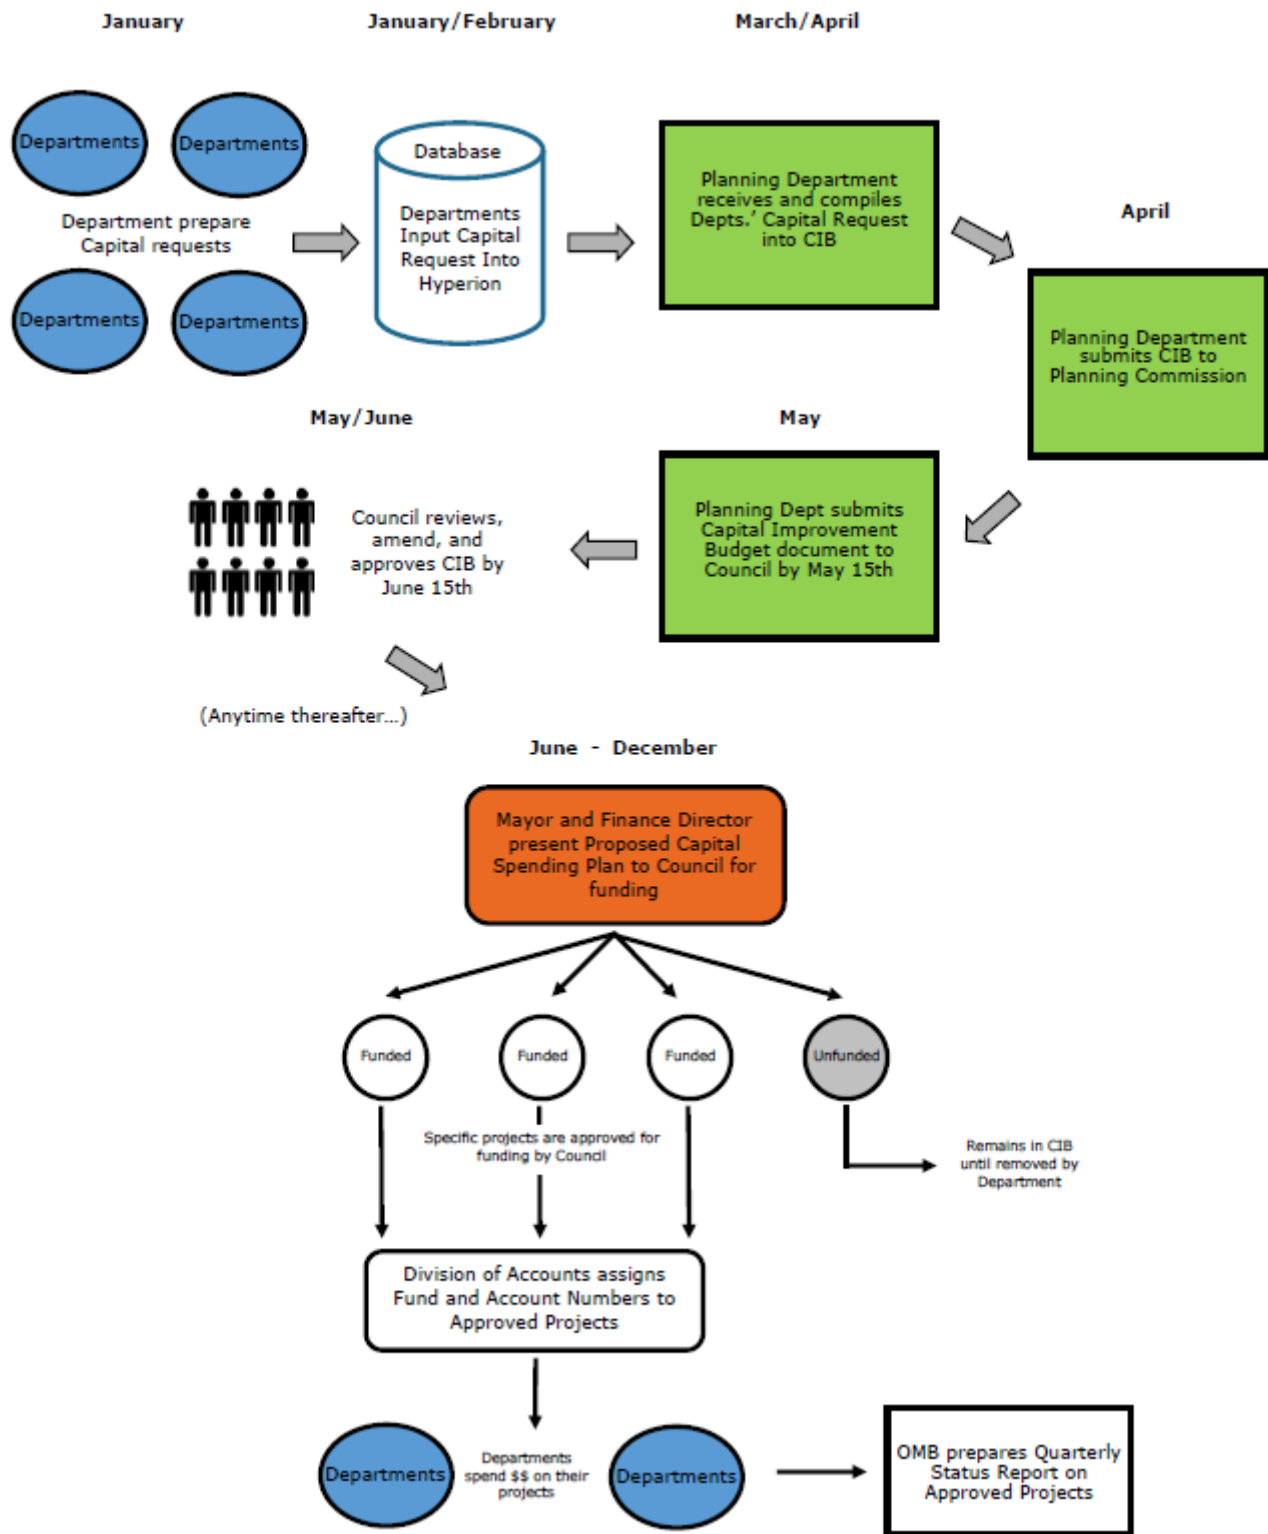 January
January/February
March/April
Departments
Departments
Department prepare
Capital requests
Departments
Departments
Database
Departments
Input Capital
Request Into
Hyperion
Planning Department
receives and compiles
Depts.’ Capital Request
into CIB
April
Planning Department
submits CIB to
Planning Commission
May/June
May
Council reviews,
amend, and
approves CIB by
June 15th
Planning Dept submits
Capital Improvement
Budget document to
Council by May 15th
(Anytime thereafter…)
June - December
Mayor and Finance Director
present Proposed Capital
Spending Plan to Council for
funding
Funded
Funded
Funded
Unfunded
Specific projects are approved for
funding by Council
Remains in CIB
until removed by
Department
Division of Accounts assigns
Fund and Account Numbers to
Approved Projects
Departments
Departments
spend $$ on their
projects
Departments
OMB prepares Quarterly
Status Report on
Approved Projects